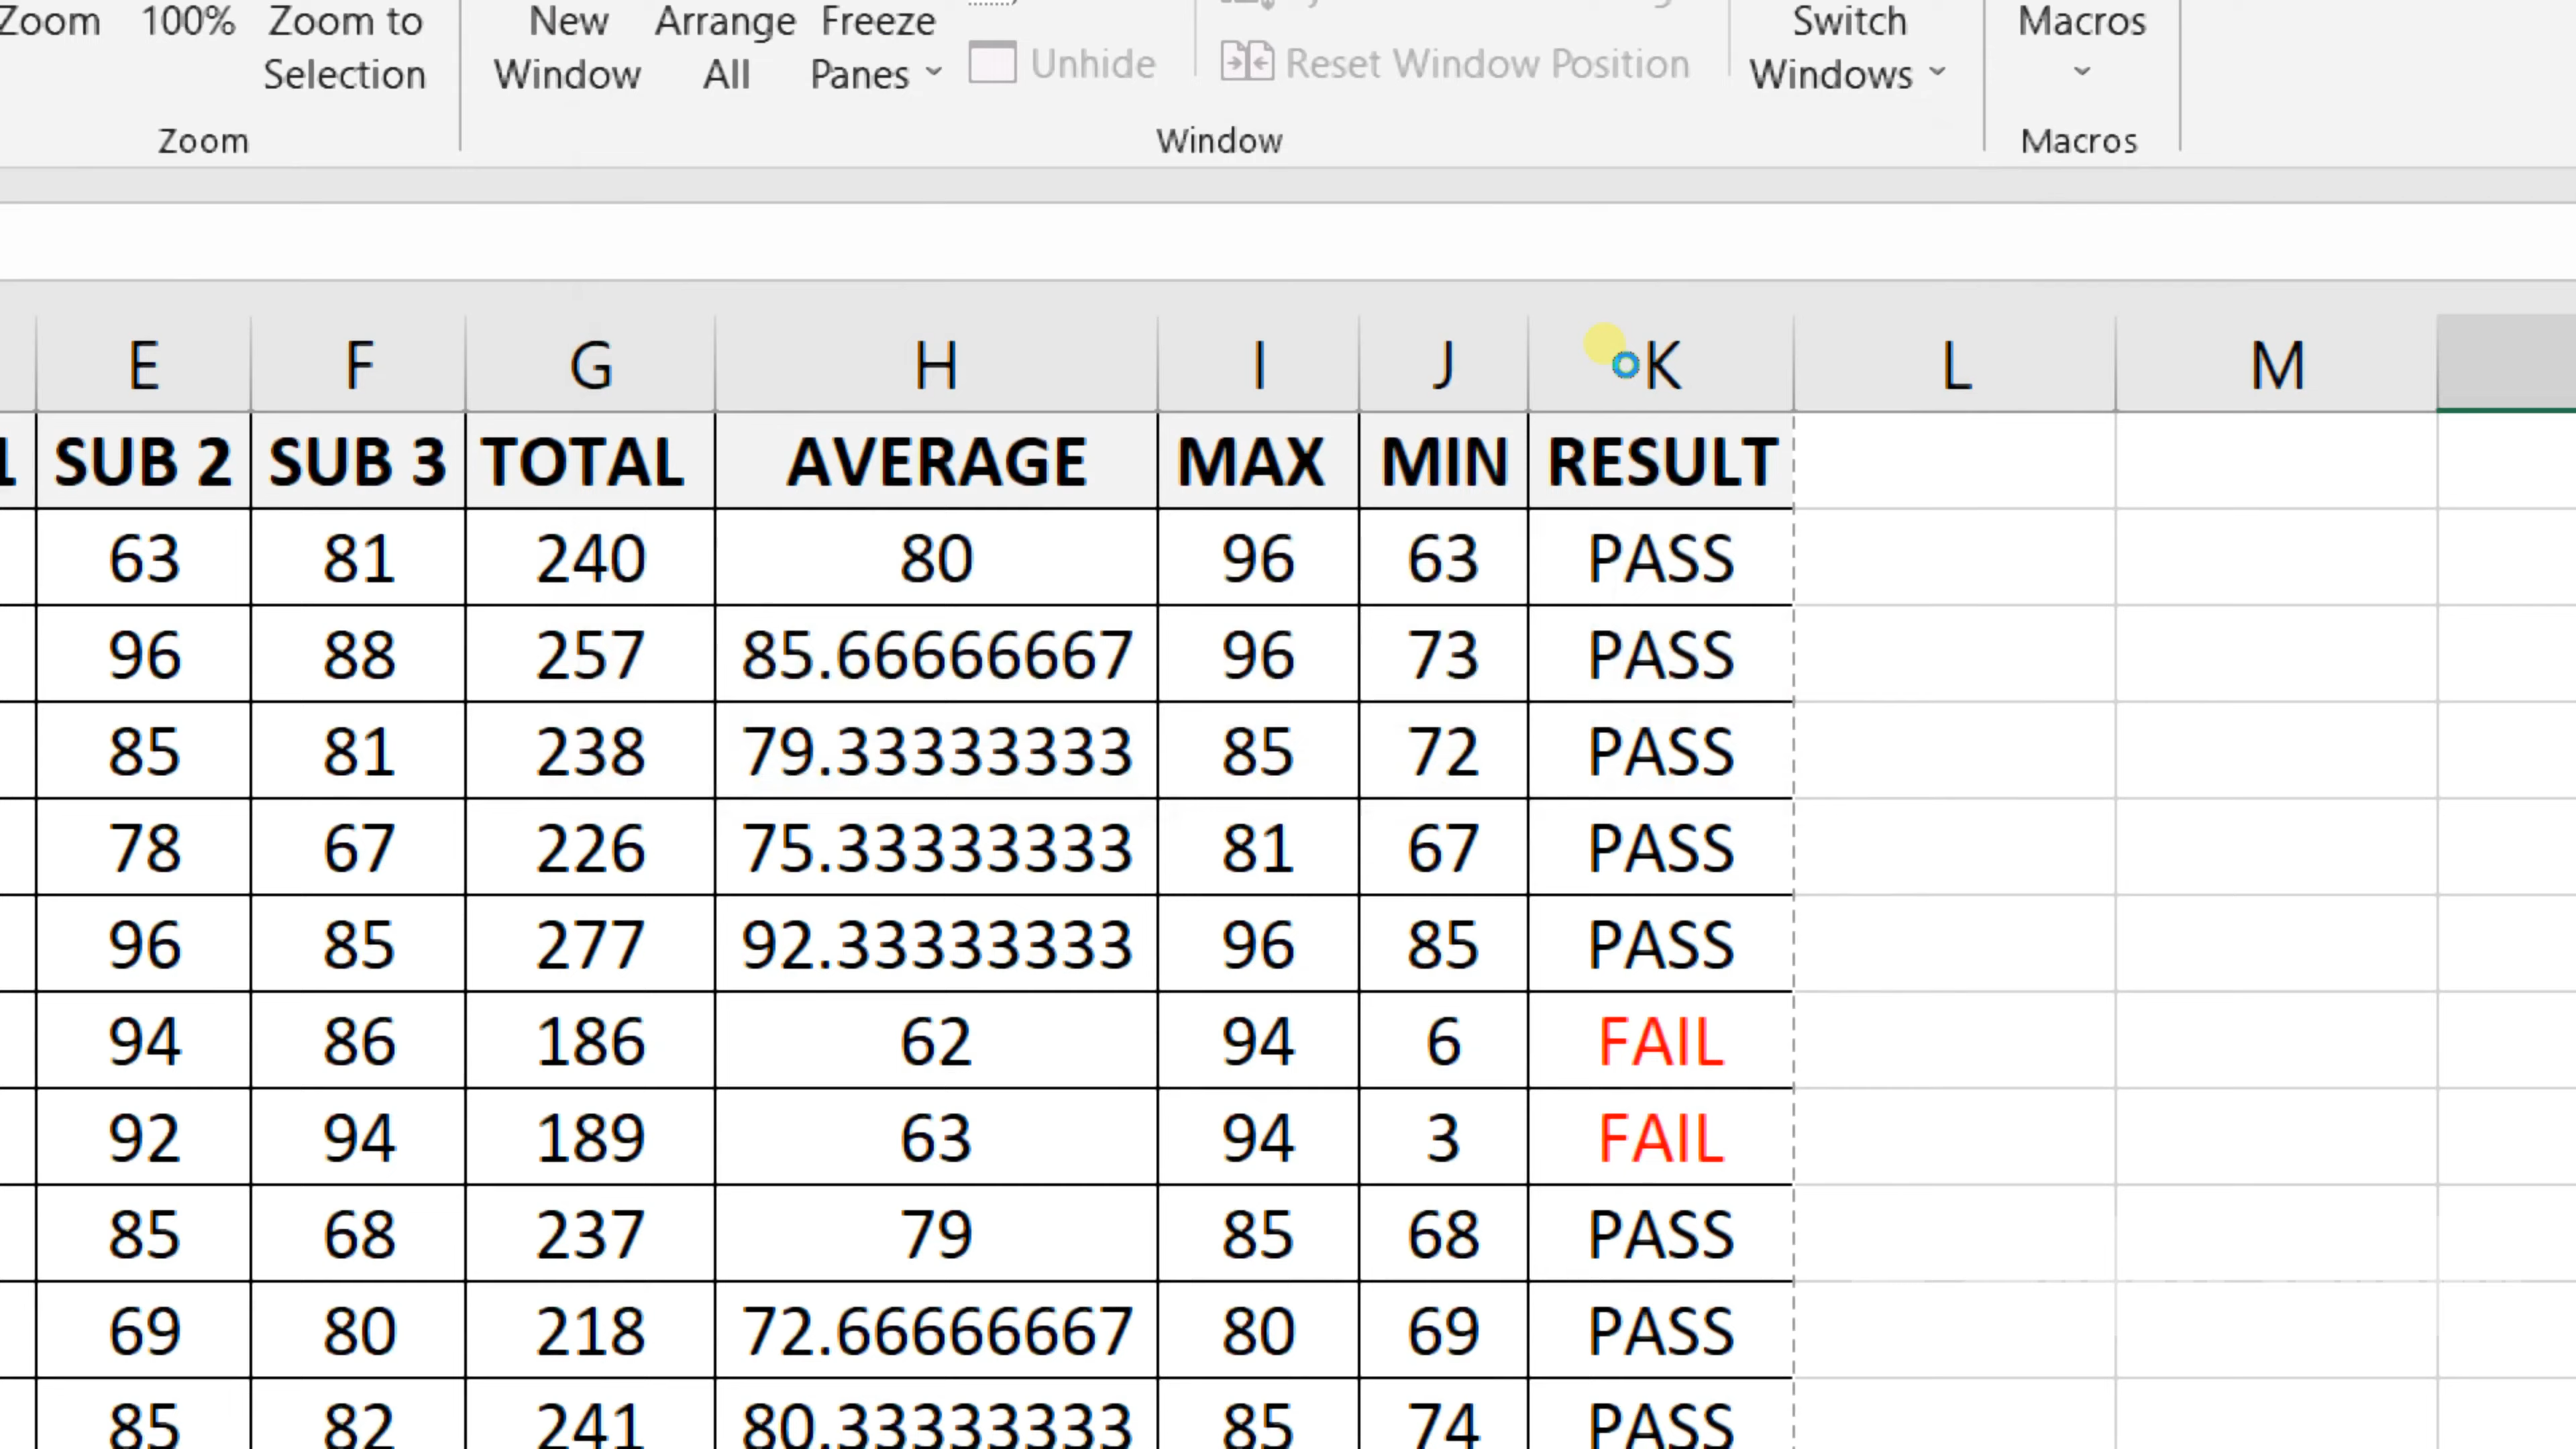 Zoom 100% Zoom to Selection
Zoom
New Window Arrange All Freeze Panes Unhide Reset Window Position Switch Windows
Window
Macros
Macros
E F G H I J K L M
1 SUB 2 SUB 3 TOTAL AVERAGE MAX MIN RESULT
63 81 240 80 96 63 PASS
96 88 257 85.66666667 96 73 PASS
85 81 238 79.33333333 85 72 PASS
78 67 226 75.33333333 81 67 PASS
96 85 277 92.33333333 96 85 PASS
94 86 186 62 94 6 FAIL
92 94 189 63 94 3 FAIL
85 68 237 79 85 68 PASS
69 80 218 72.66666667 80 69 PASS
85 82 241 80.33333333 85 74 PASS